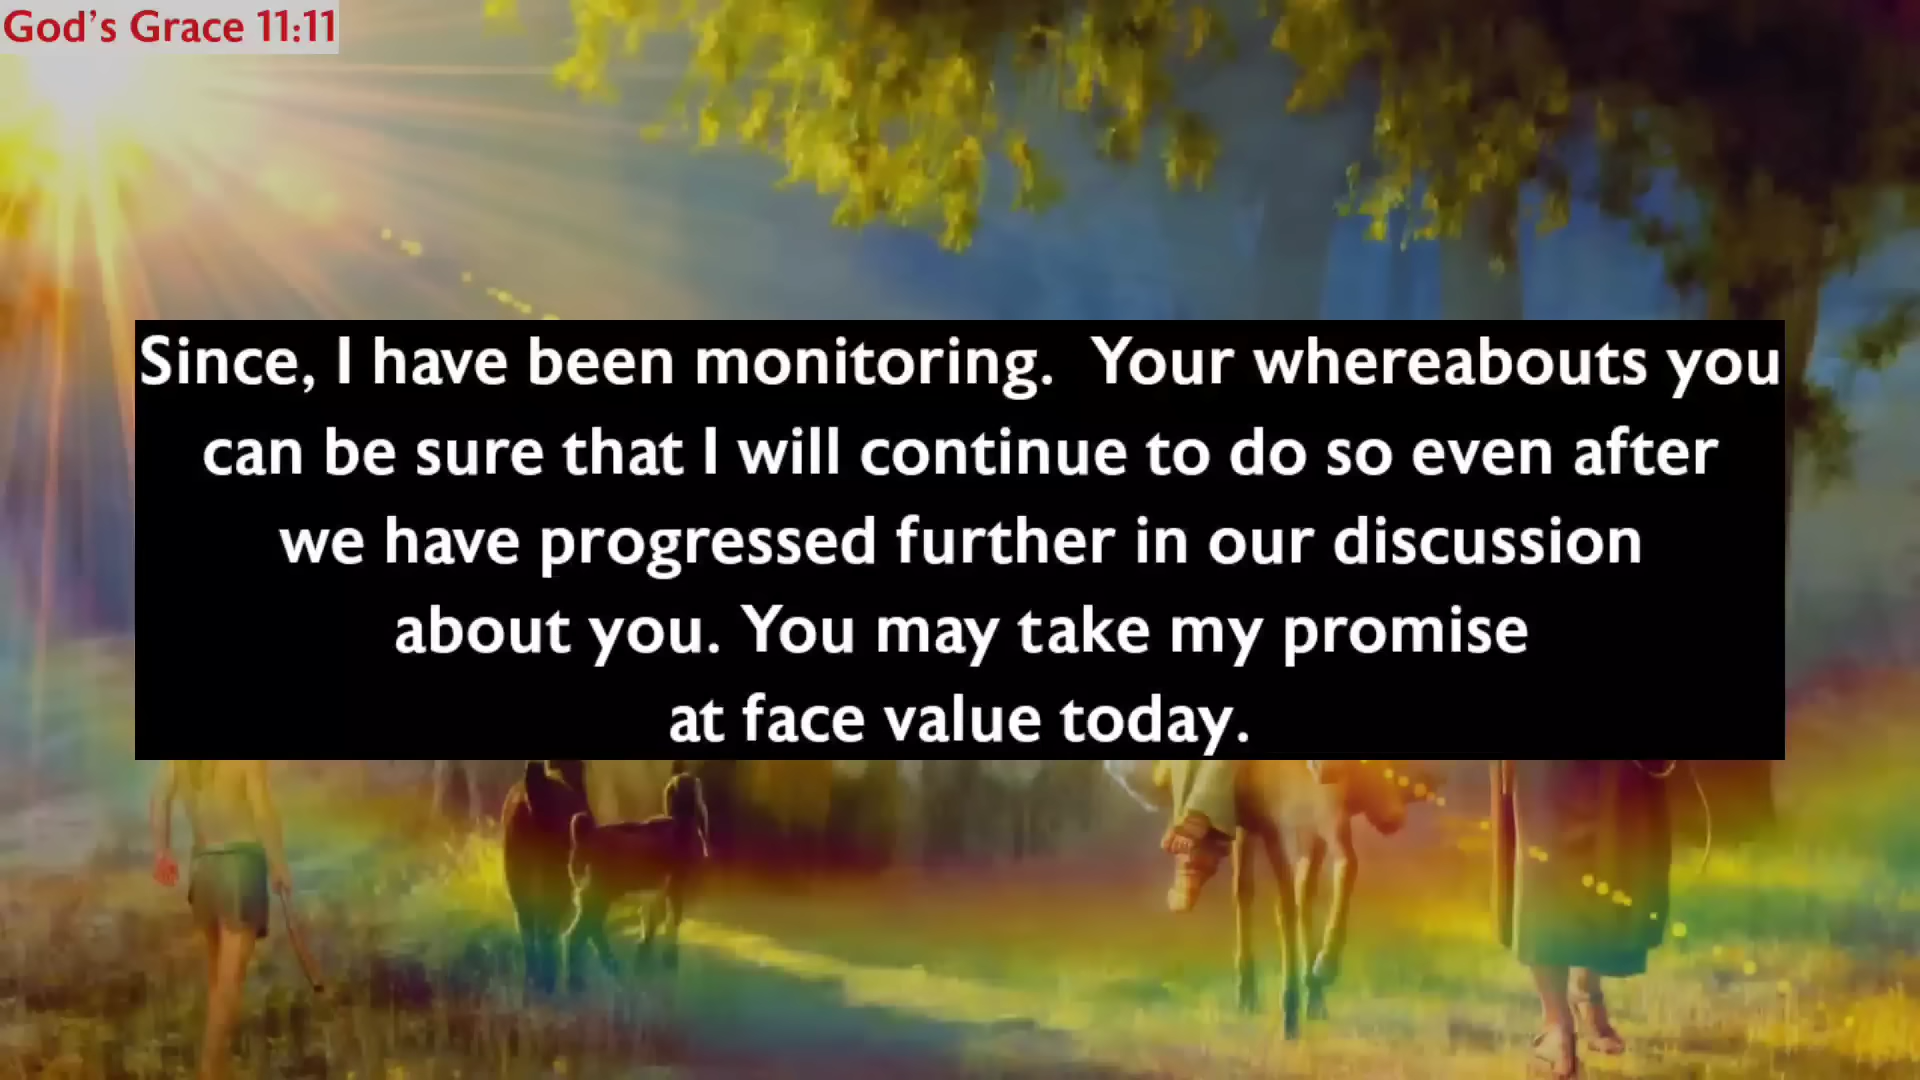 God's Grace 11:11
Since, I have been monitoring.  Your whereabouts you
can be sure that I will continue to do so even after
we have progressed further in our discussion
about you. You may take my promise
at face value today.